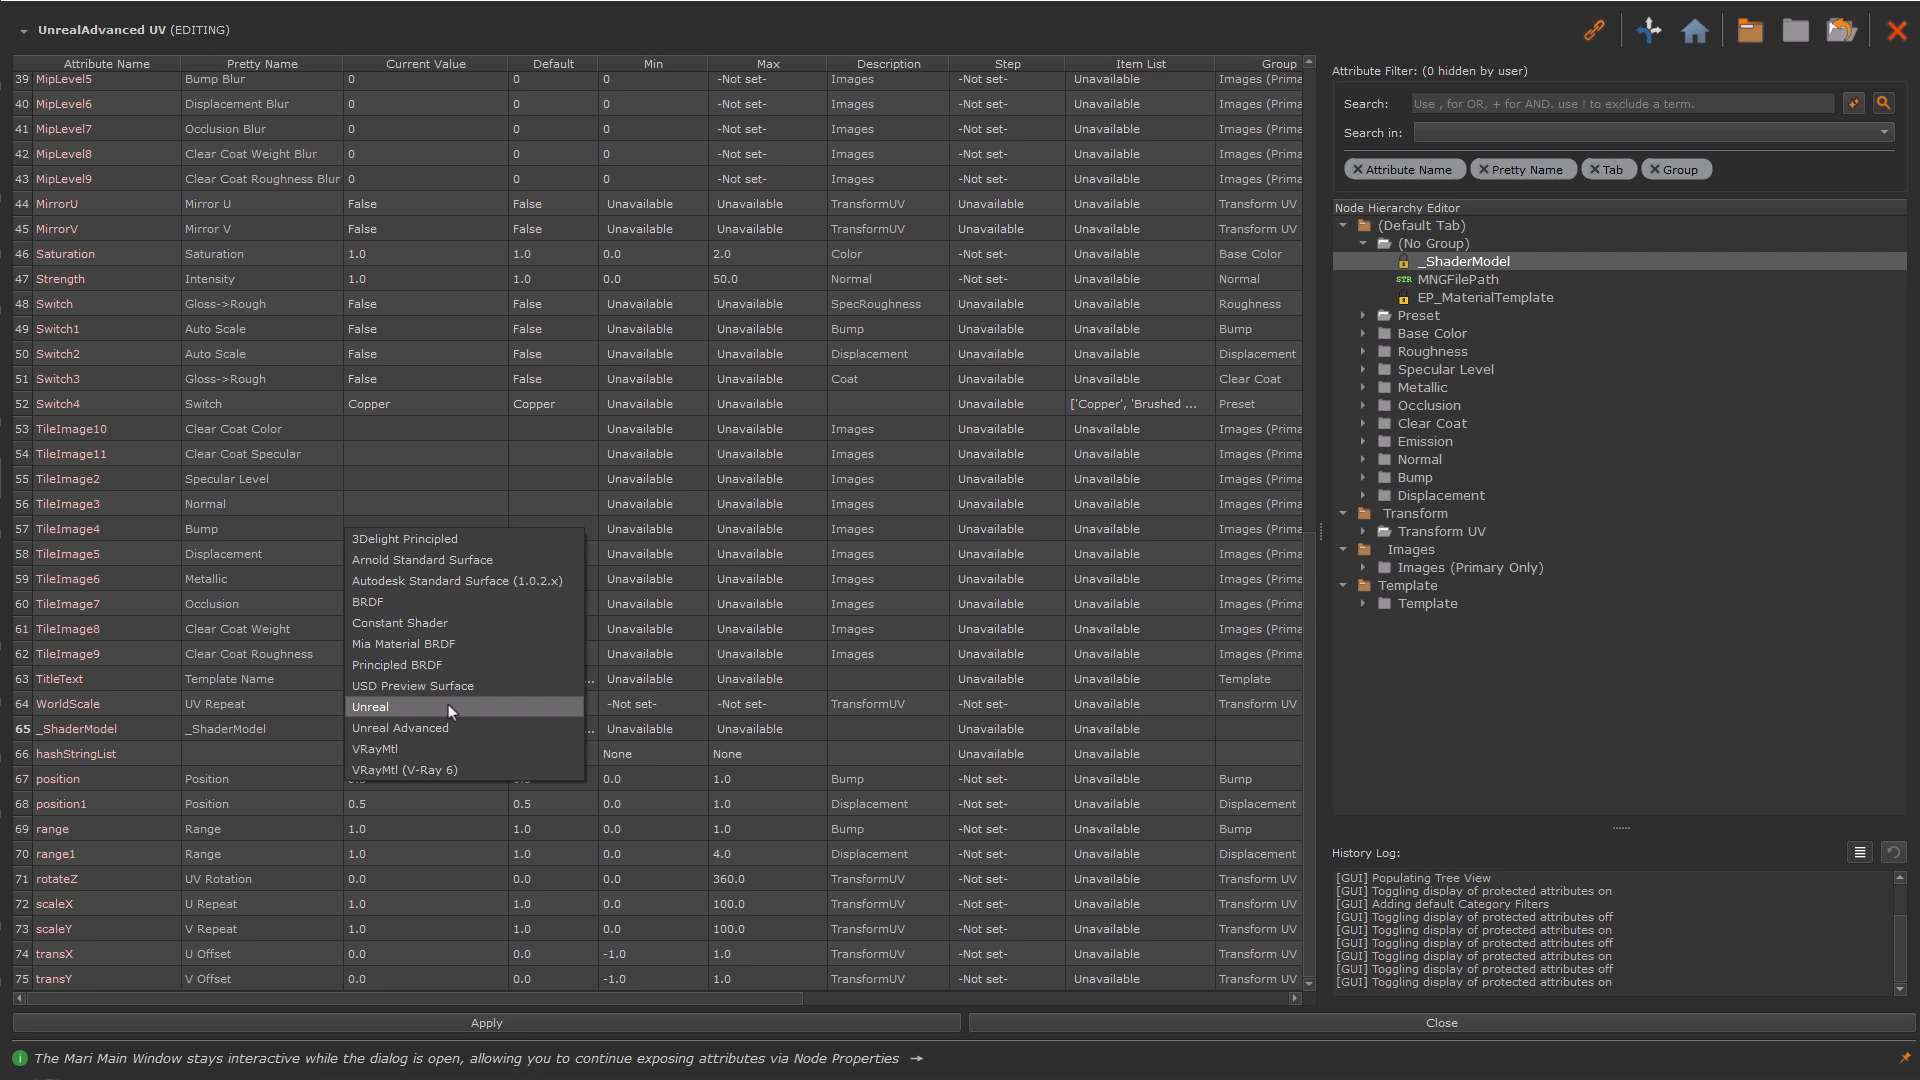 UnrealAdvanced UV (EDITING)
Attribute Name Pretty Name Current Value Default Min Max Description Step Item List Group
39 MipLevel5 Bump Blur 0 0 0 -Not set- Images -Not set- Unavailable Images (Prima
40 MipLevel6 Displacement Blur 0 0 0 -Not set- Images -Not set- Unavailable Images (Prima
41 MipLevel7 Occlusion Blur 0 0 0 -Not set- Images -Not set- Unavailable Images (Prima
42 MipLevel8 Clear Coat Weight Blur 0 0 0 -Not set- Images -Not set- Unavailable Images (Prima
43 MipLevel9 Clear Coat Roughness Blur 0 0 0 -Not set- Images -Not set- Unavailable Images (Prima
44 MirrorU Mirror U False False Unavailable Unavailable TransformUV Unavailable Unavailable Transform UV
45 MirrorV Mirror V False False Unavailable Unavailable TransformUV Unavailable Unavailable Transform UV
46 Saturation Saturation 1.0 1.0 0.0 2.0 Color -Not set- Unavailable Base Color
47 Strength Intensity 1.0 1.0 0.0 50.0 Normal -Not set- Unavailable Normal
48 Switch Gloss->Rough False False Unavailable Unavailable SpecRoughness Unavailable Unavailable Roughness
49 Switch1 Auto Scale False False Unavailable Unavailable Bump Unavailable Unavailable Bump
50 Switch2 Auto Scale False False Unavailable Unavailable Displacement Unavailable Unavailable Displacement
51 Switch3 Gloss->Rough False False Unavailable Unavailable Coat Unavailable Unavailable Clear Coat
52 Switch4 Switch Copper Copper Unavailable Unavailable Unavailable ['Copper', 'Brushed ... Preset
53 TileImage10 Clear Coat Color Unavailable Unavailable Images Unavailable Unavailable Images (Prima
54 TileImage11 Clear Coat Specular Unavailable Unavailable Images Unavailable Unavailable Images (Prima
55 TileImage2 Specular Level Unavailable Unavailable Images Unavailable Unavailable Images (Prima
56 TileImage3 Normal Unavailable Unavailable Images Unavailable Unavailable Images (Prima
57 TileImage4 Bump Unavailable Unavailable Images Unavailable Unavailable Images (Prima
58 TileImage5 Displacement Unavailable Unavailable Images Unavailable Unavailable Images (Prima
59 TileImage6 Metallic Unavailable Unavailable Images Unavailable Unavailable Images (Prima
60 TileImage7 Occlusion Unavailable Unavailable Images Unavailable Unavailable Images (Prima
61 TileImage8 Clear Coat Weight Unavailable Unavailable Images Unavailable Unavailable Images (Prima
62 TileImage9 Clear Coat Roughness Unavailable Unavailable Images Unavailable Unavailable Images (Prima
63 TitleText Template Name ... Unavailable Unavailable Unavailable Unavailable Template
64 WorldScale UV Repeat -Not set- -Not set- TransformUV -Not set- Unavailable Transform UV
65 _ShaderModel _ShaderModel ... Unavailable Unavailable Unavailable Unavailable
66 hashStringList None None Unavailable Unavailable
67 position Position 0.0 1.0 Bump -Not set- Unavailable Bump
68 position1 Position 0.5 0.5 0.0 1.0 Displacement -Not set- Unavailable Displacement
69 range Range 1.0 1.0 0.0 1.0 Bump -Not set- Unavailable Bump
70 range1 Range 1.0 1.0 0.0 4.0 Displacement -Not set- Unavailable Displacement
71 rotateZ UV Rotation 0.0 0.0 0.0 360.0 TransformUV -Not set- Unavailable Transform UV
72 scaleX U Repeat 1.0 1.0 0.0 100.0 TransformUV -Not set- Unavailable Transform UV
73 scaleY V Repeat 1.0 1.0 0.0 100.0 TransformUV -Not set- Unavailable Transform UV
74 transX U Offset 0.0 0.0 -1.0 1.0 TransformUV -Not set- Unavailable Transform UV
75 transY V Offset 0.0 0.0 -1.0 1.0 TransformUV -Not set- Unavailable Transform UV
3Delight Principled
Arnold Standard Surface
Autodesk Standard Surface (1.0.2.x)
BRDF
Constant Shader
Mia Material BRDF
Principled BRDF
USD Preview Surface
Unreal
Unreal Advanced
VRayMtl
VRayMtl (V-Ray 6)
Apply
Close
Attribute Filter: (0 hidden by user)
Search: Use , for OR, + for AND. use ! to exclude a term.
Search in:
Attribute Name Pretty Name Tab Group
Node Hierarchy Editor
(Default Tab)
(No Group)
_ShaderModel
STR MNGFilePath
EP_MaterialTemplate
Preset
Base Color
Roughness
Specular Level
Metallic
Occlusion
Clear Coat
Emission
Normal
Bump
Displacement
Transform
Transform UV
Images
Images (Primary Only)
Template
Template
History Log:
[GUI] Populating Tree View
[GUI] Toggling display of protected attributes on
[GUI] Adding default Category Filters
[GUI] Toggling display of protected attributes off
[GUI] Toggling display of protected attributes on
[GUI] Toggling display of protected attributes off
[GUI] Toggling display of protected attributes on
[GUI] Toggling display of protected attributes off
[GUI] Toggling display of protected attributes on
The Mari Main Window stays interactive while the dialog is open, allowing you to continue exposing attributes via Node Properties →